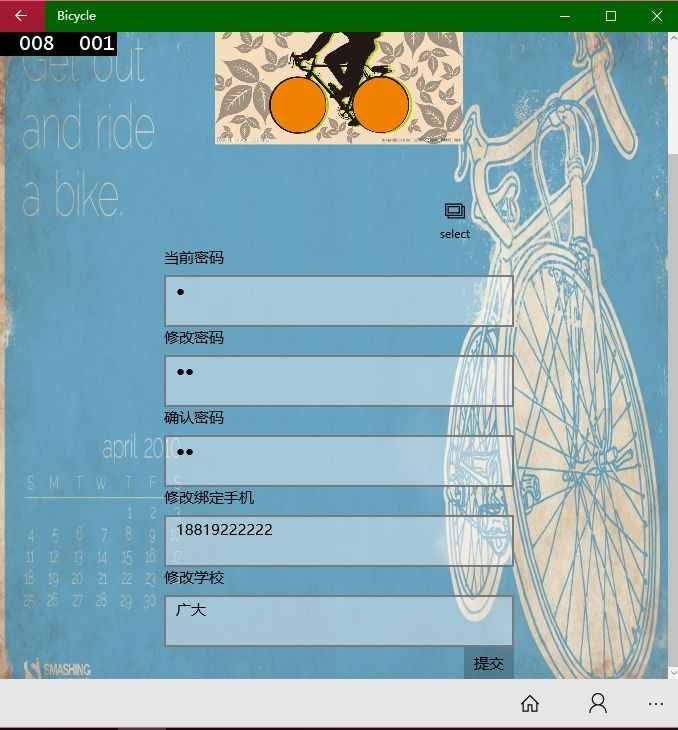 Bicycle
008 001
Get out
and ride
a bike.
select
当前密码
修改密码
确认密码
april 2010
S M T W T F S
1 2 3
4 5 6 7 8 9
11 12 13 14 15 16 17
18 19 20 21 22 23
25 26 27 28 29 30
修改绑定手机
18819222222
修改学校
广大
SMASHING
提交